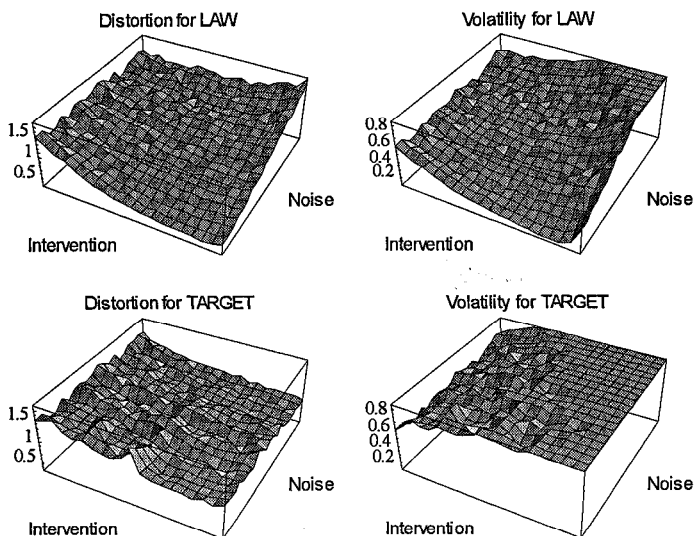 Distortion for LAW
1.5
1
0.5
Intervention
Noise
Volatility for LAW
0.8
0.6
0.4
0.2
Intervention
Noise
Distortion for TARGET
1.5
1
0.5
Intervention
Noise
Volatility for TARGET
0.8
0.6
0.4
0.2
Intervention
Noise